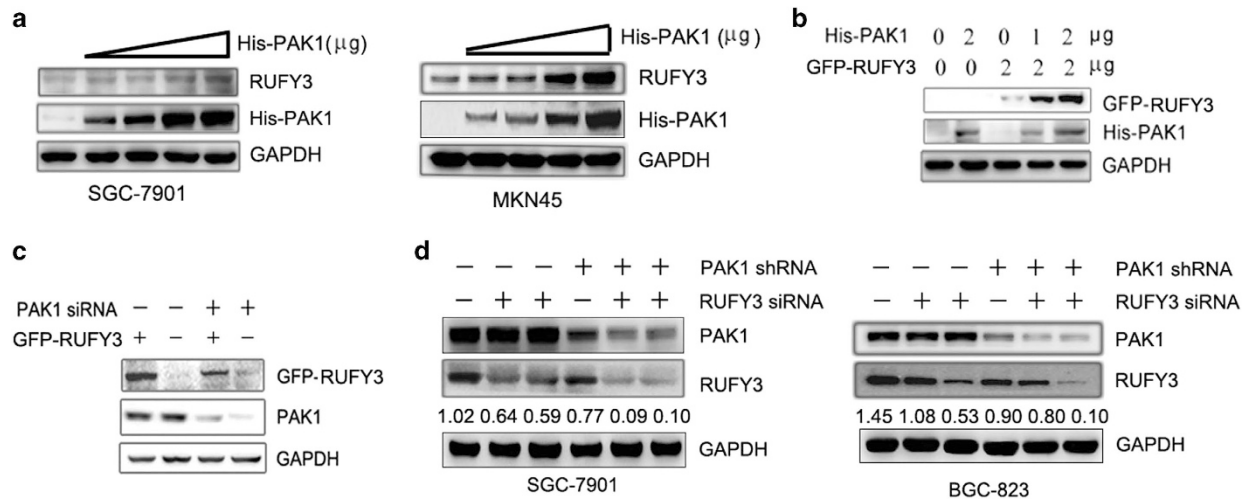 a
His-PAK1(μg)
RUFY3
His-PAK1
GAPDH
SGC-7901
His-PAK1 (μg)
RUFY3
His-PAK1
GAPDH
MKN45
b
His-PAK1 0 2 0 1 2 μg
GFP-RUFY3 0 0 2 2 2 μg
GFP-RUFY3
His-PAK1
GAPDH
c
PAK1 siRNA − − + +
GFP-RUFY3 + − + −
GFP-RUFY3
PAK1
GAPDH
d
− − − + + + PAK1 shRNA
− + + − + + RUFY3 siRNA
PAK1
RUFY3
1.02 0.64 0.59 0.77 0.09 0.10
GAPDH
SGC-7901
− − − + + + PAK1 shRNA
− + + − + + RUFY3 siRNA
PAK1
RUFY3
1.45 1.08 0.53 0.90 0.80 0.10
GAPDH
BGC-823